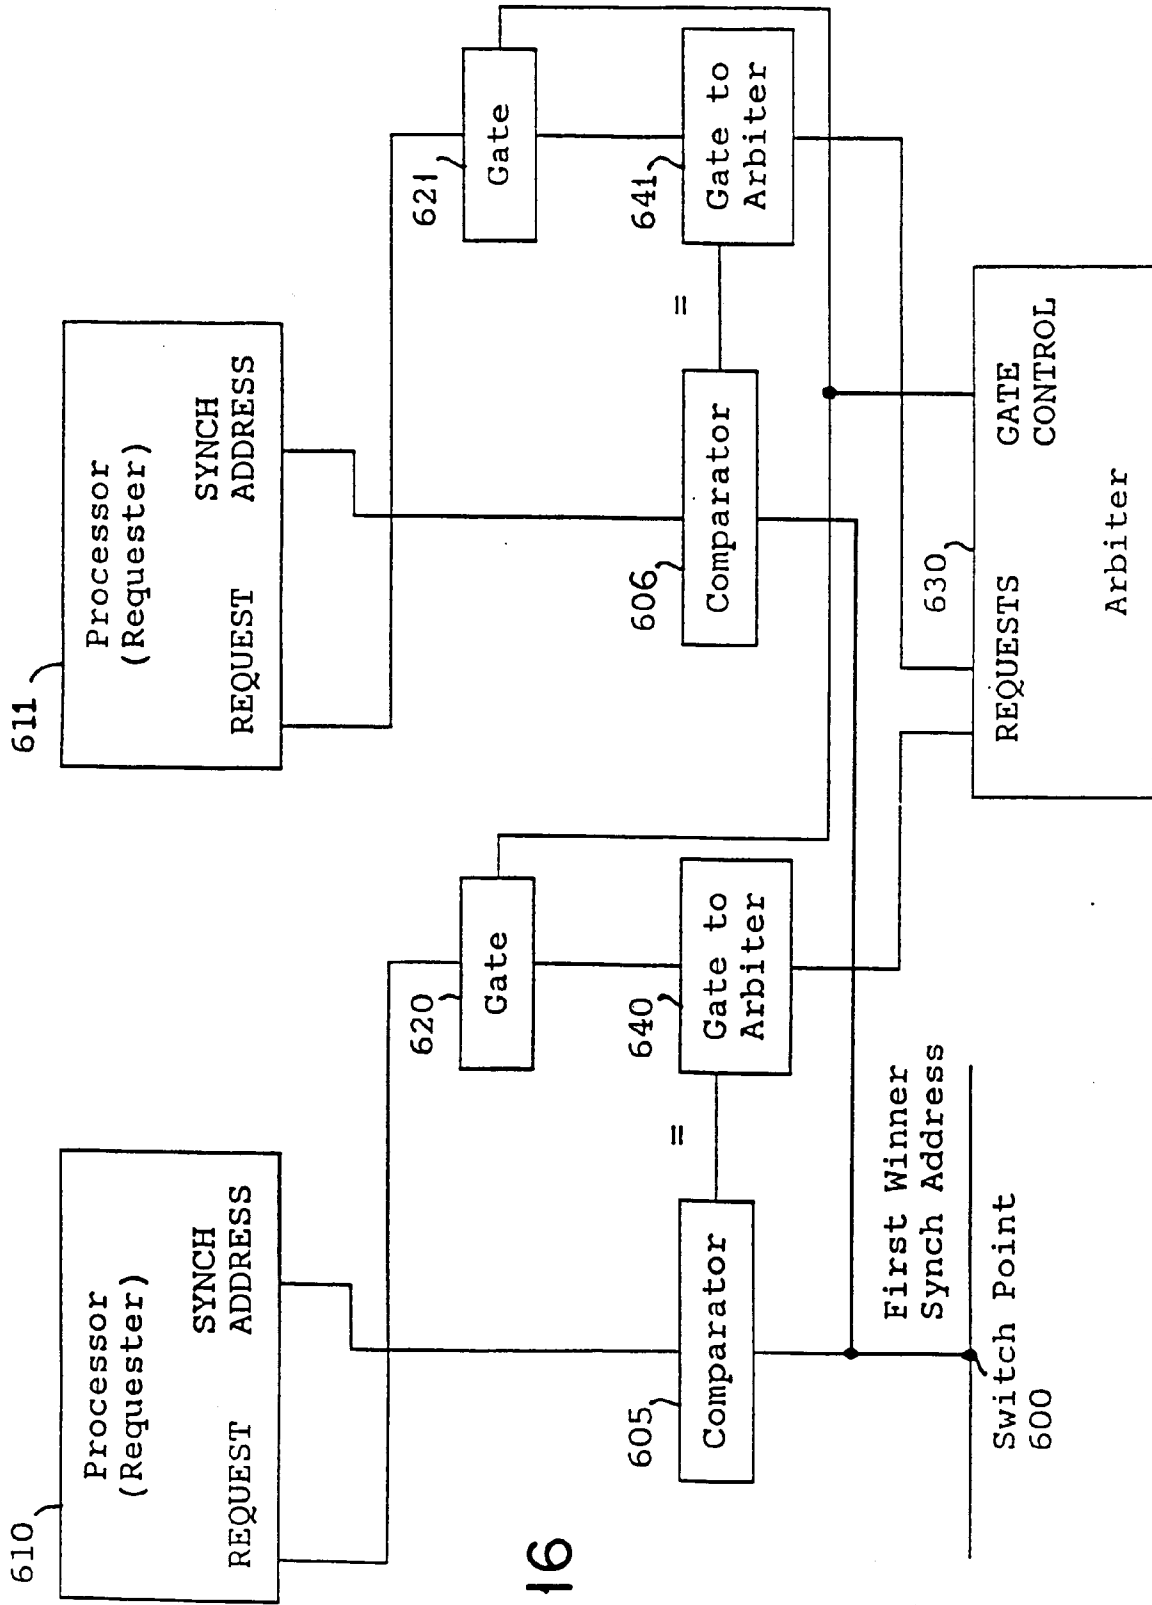 610
Processor
(Requester)
REQUEST
SYNCH
ADDRESS
611
Processor
(Requester)
REQUEST
SYNCH
ADDRESS
620
Gate
621
Gate
605
Comparator
=
640
Gate to
Arbiter
606
Comparator
=
641
Gate to
Arbiter
First Winner
Synch Address
Switch Point
600
630
REQUESTS
GATE
CONTROL
Arbiter
16